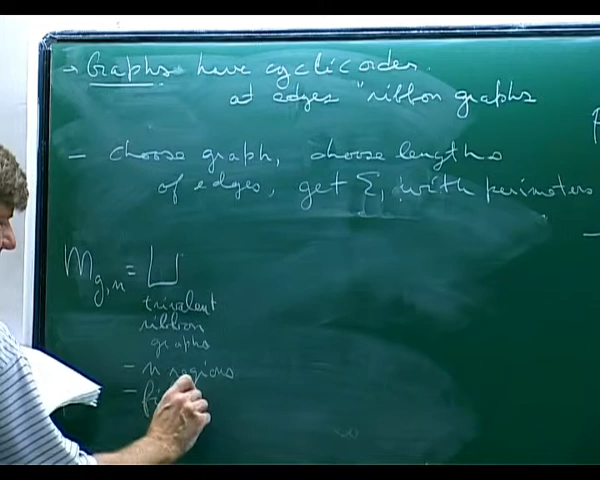 → Graphs have cyclic order
at edges "ribbon graphs
- choose graph, choose lengths
of edges, get Σ, with perimeters
M_{g,n} = ⊔
trivalent
ribbon
graphs
- n regions
-